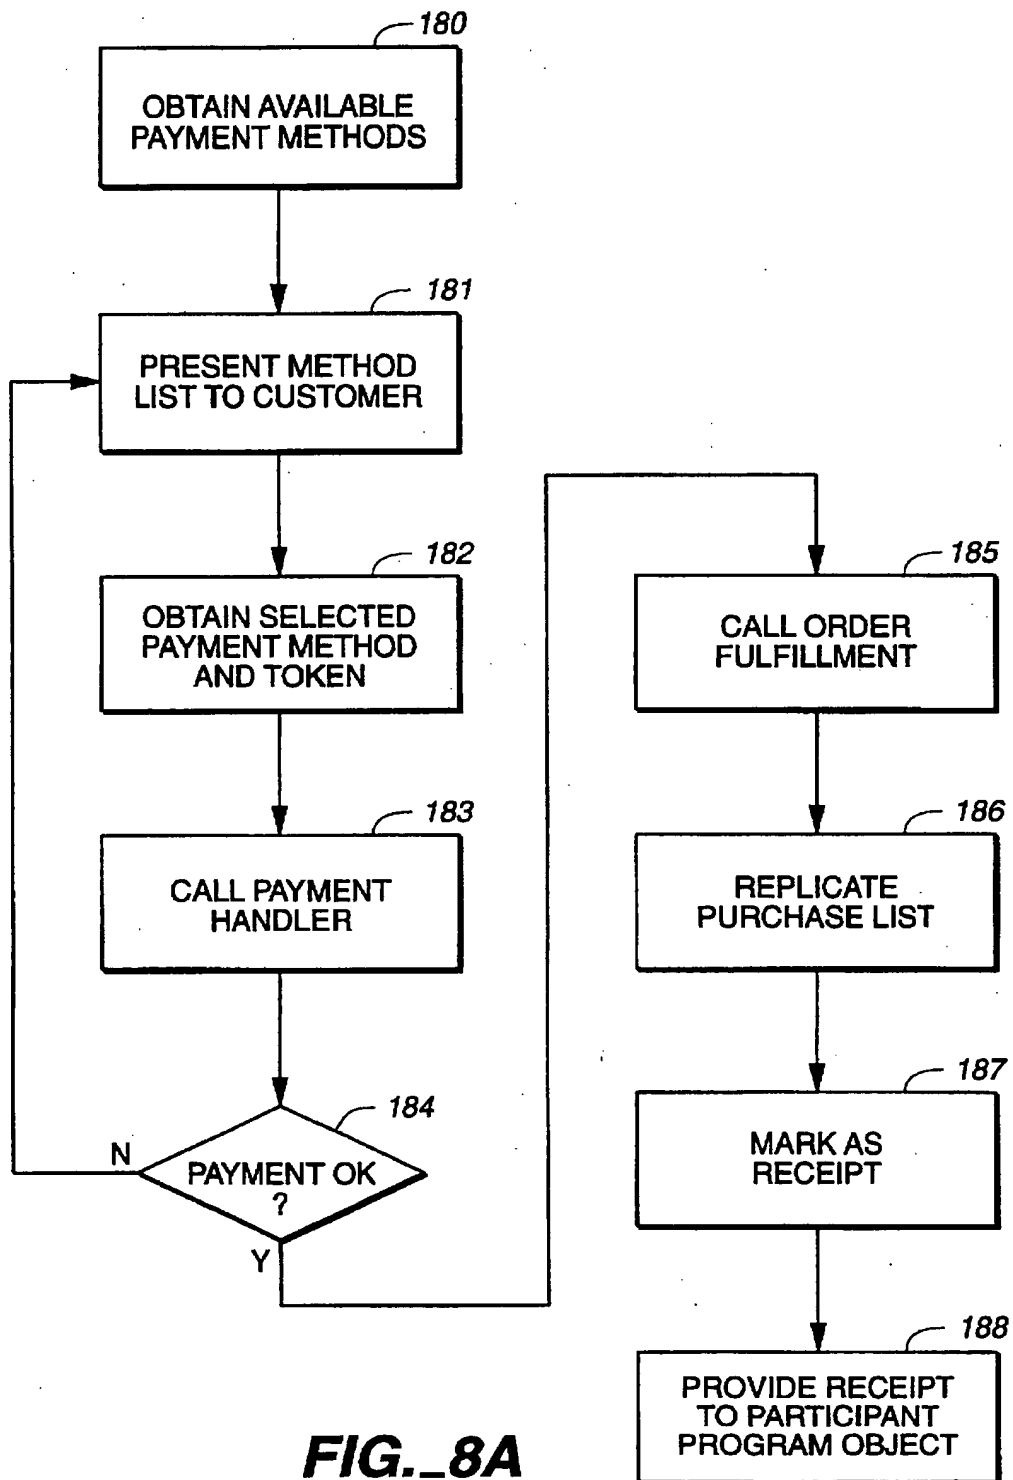 180
OBTAIN AVAILABLE
PAYMENT METHODS
181
PRESENT METHOD
LIST TO CUSTOMER
182
OBTAIN SELECTED
PAYMENT METHOD
AND TOKEN
183
CALL PAYMENT
HANDLER
184
N
PAYMENT OK
?
Y
185
CALL ORDER
FULFILLMENT
186
REPLICATE
PURCHASE LIST
187
MARK AS
RECEIPT
188
PROVIDE RECEIPT
TO PARTICIPANT
PROGRAM OBJECT
FIG._8A